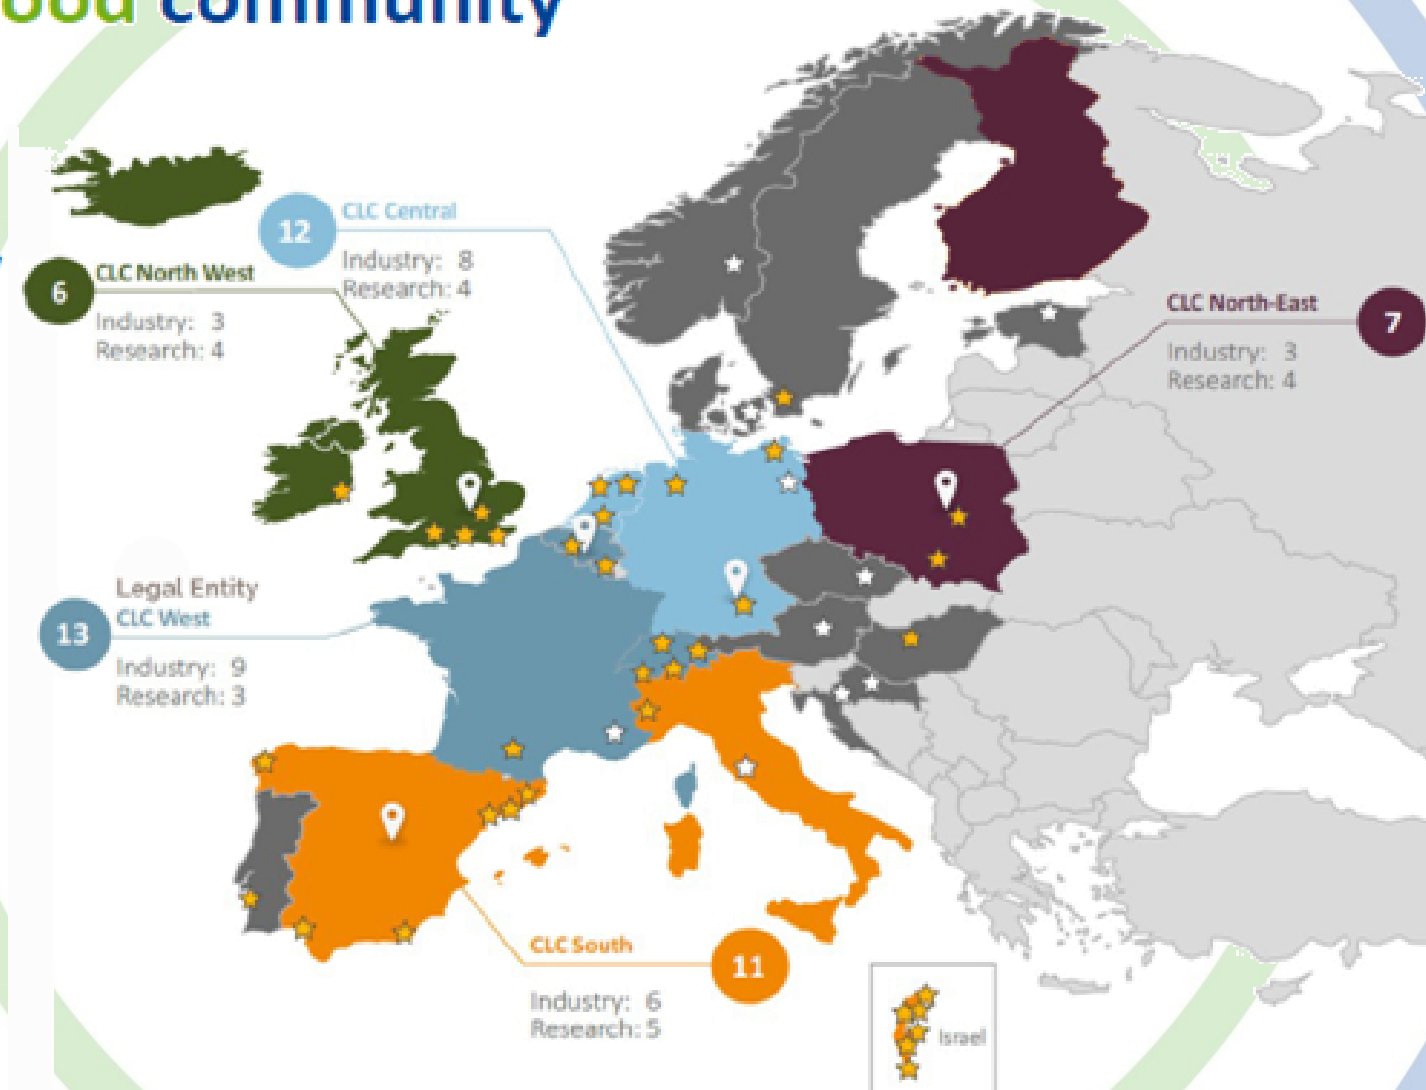 ood community
12
CLC Central
Industry: 8
Research: 4
6
CLC North West
Industry: 3
Research: 4
CLC North-East
7
Industry: 3
Research: 4
Legal Entity
13
CLC West
Industry: 9
Research: 3
CLC South
11
Industry: 6
Research: 5
Israel